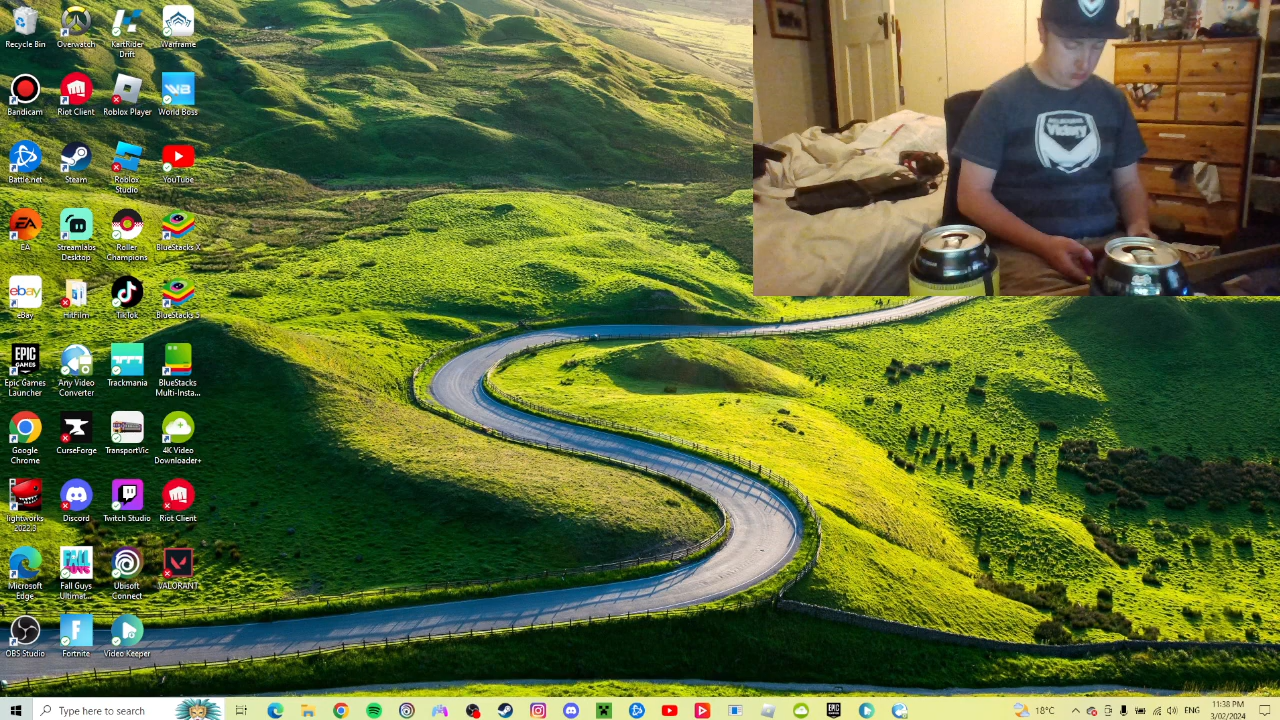 Recycle Bin
Overwatch
KartRider
Drift
Warframe
Bandicam
Riot Client
Roblox Player
World Boss
Battle.net
Steam
Roblox
Studio
YouTube
EA
Streamlabs
Desktop
Roller
Champions
BlueStacks X
eBay
HitFilm
TikTok
BlueStacks 5
Epic Games
Launcher
Any Video
Converter
Trackmania
BlueStacks
Multi-Insta...
Google
Chrome
CurseForge
TransportVic
4K Video
Downloader+
lightworks
2022.3
Discord
Twitch Studio
Riot Client
Microsoft
Edge
Fall Guys
Ultimat...
Ubisoft
Connect
VALORANT
OBS Studio
Fortnite
Video Keeper
Victory
Type here to search
18°C
ENG
11:38 PM
3/02/2024